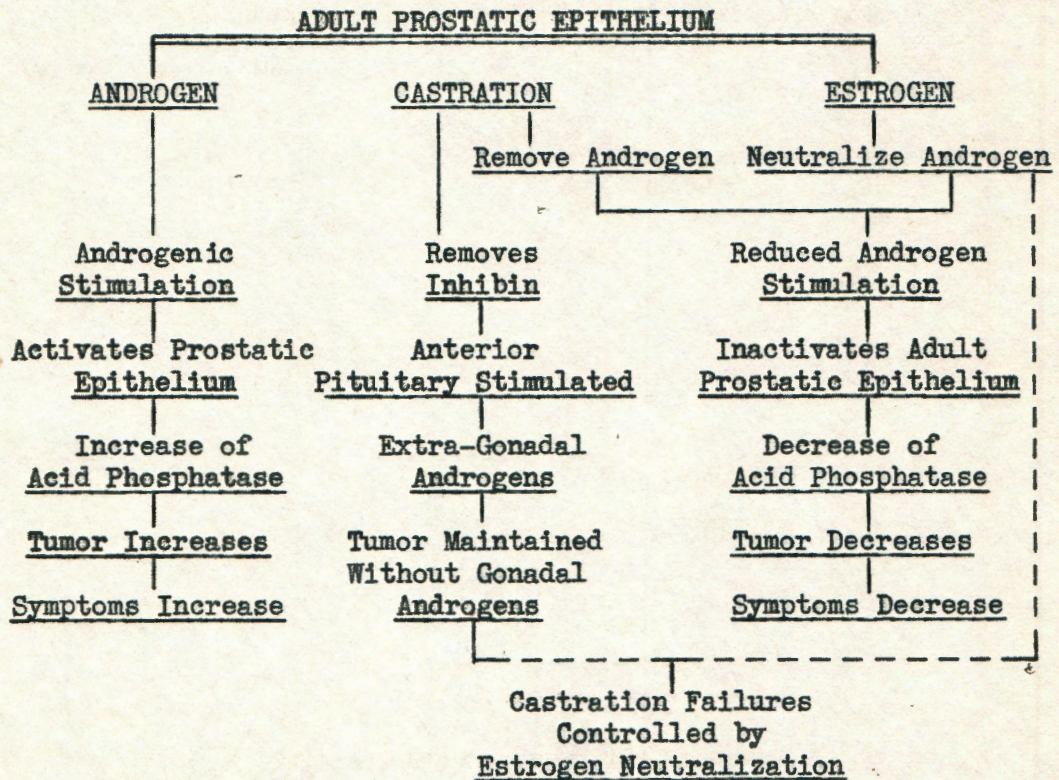 ADULT PROSTATIC EPITHELIUM
ANDROGEN
CASTRATION
ESTROGEN
Remove Androgen
Neutralize Androgen
Androgenic
Stimulation
Activates Prostatic
Epithelium
Increase of
Acid Phosphatase
Tumor Increases
Symptoms Increase
Removes
Inhibin
Anterior
Pituitary Stimulated
Extra-Gonadal
Androgens
Tumor Maintained
Without Gonadal
Androgens
Reduced Androgen
Stimulation
Inactivates Adult
Prostatic Epithelium
Decrease of
Acid Phosphatase
Tumor Decreases
Symptoms Decrease
Castration Failures
Controlled by
Estrogen Neutralization